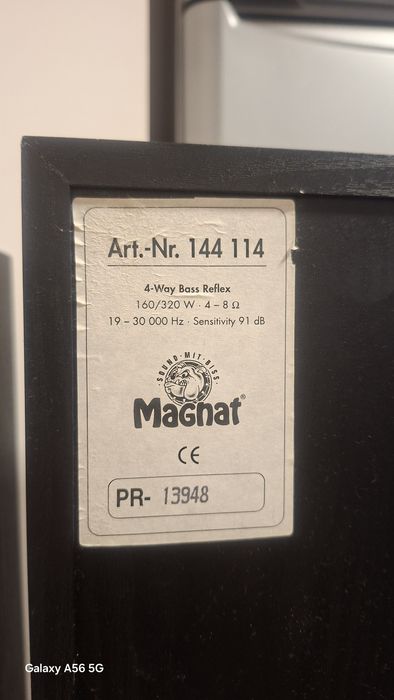 Art.-Nr. 144 114
4-Way Bass Reflex
160/320 W · 4 – 8 Ω
19 – 30 000 Hz · Sensitivity 91 dB
·SOUND·MIT·BISS·
Magnat®
CE
PR- 13948
Galaxy A56 5G